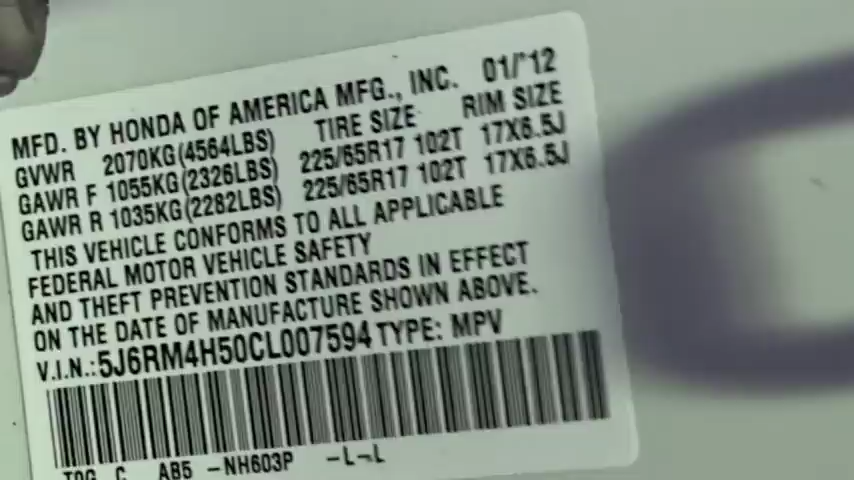 MFD. BY HONDA OF AMERICA MFG., INC. 01/'12
GVWR 2070KG(4564LBS) TIRE SIZE RIM SIZE
GAWR F 1055KG(2326LBS) 225/65R17 102T 17X6.5J
GAWR R 1035KG(2282LBS) 225/65R17 102T 17X6.5J
THIS VEHICLE CONFORMS TO ALL APPLICABLE
FEDERAL MOTOR VEHICLE SAFETY
AND THEFT PREVENTION STANDARDS IN EFFECT
ON THE DATE OF MANUFACTURE SHOWN ABOVE.
V.I.N.:5J6RM4H50CL007594 TYPE: MPV
C AB5 -NH603P -L-L